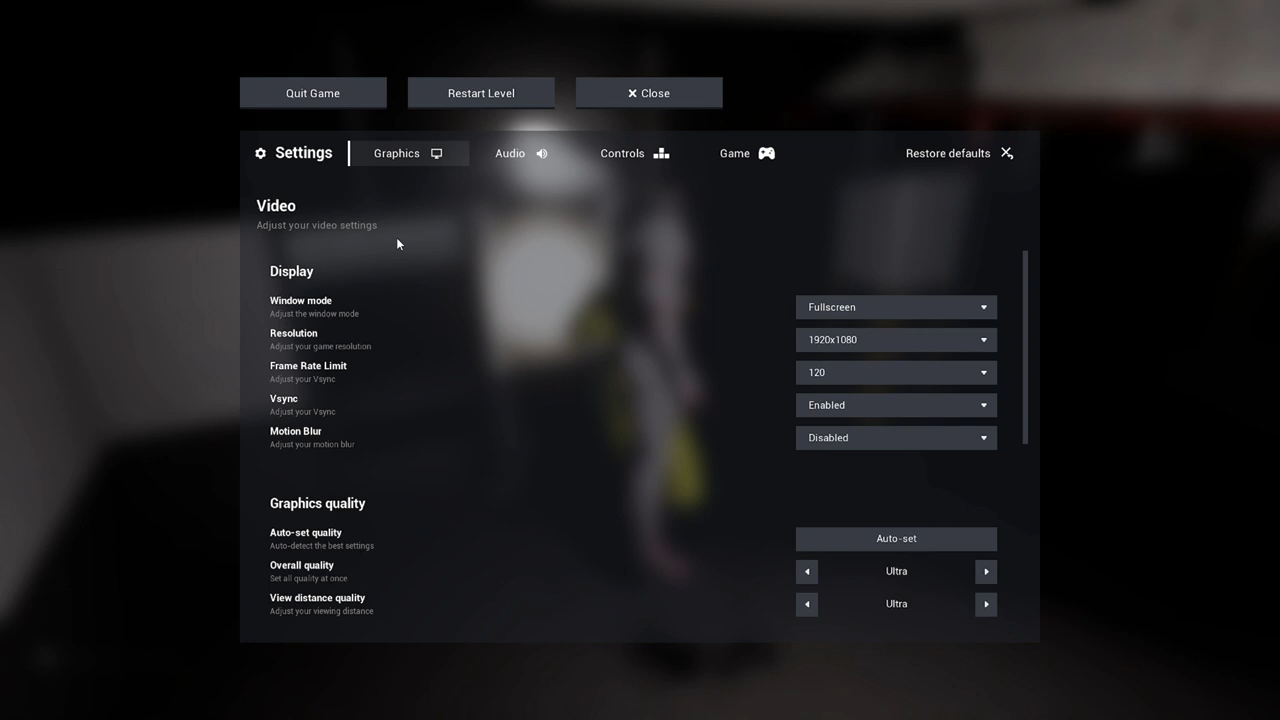 Quit Game
Restart Level
Close
Settings
Graphics
Audio
Controls
Game
Restore defaults
Video
Adjust your video settings
Display
Window mode
Adjust the window mode
Fullscreen
Resolution
Adjust your game resolution
1920x1080
Frame Rate Limit
Adjust your Vsync
120
Vsync
Adjust your Vsync
Enabled
Motion Blur
Adjust your motion blur
Disabled
Graphics quality
Auto-set quality
Auto-detect the best settings
Auto-set
Overall quality
Set all quality at once
Ultra
View distance quality
Adjust your viewing distance
Ultra